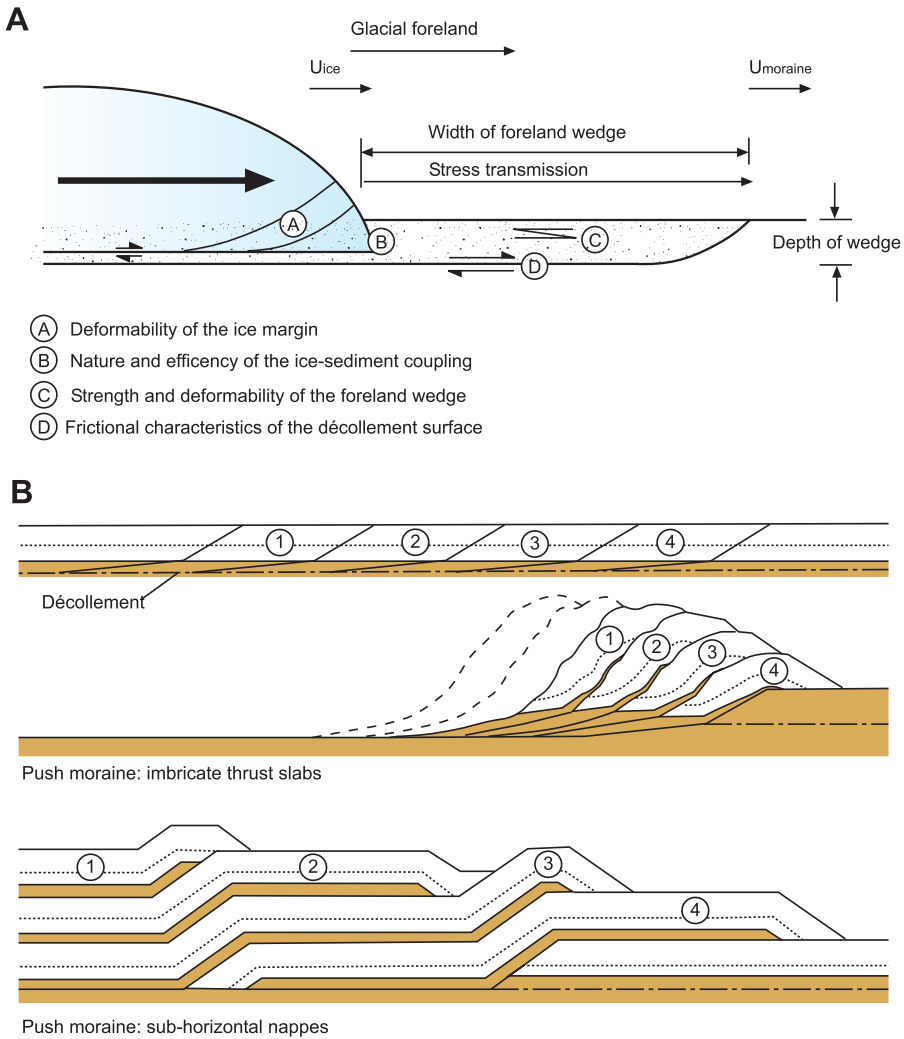 A
Glacial foreland
Uice
Umoraine
Width of foreland wedge
Stress transmission
A
B
C
D
Depth of wedge
A Deformability of the ice margin
B Nature and efficency of the ice-sediment coupling
C Strength and deformability of the foreland wedge
D Frictional characteristics of the décollement surface
B
1 2 3 4
Décollement
1 2 3 4
Push moraine: imbricate thrust slabs
1 2 3 4
Push moraine: sub-horizontal nappes